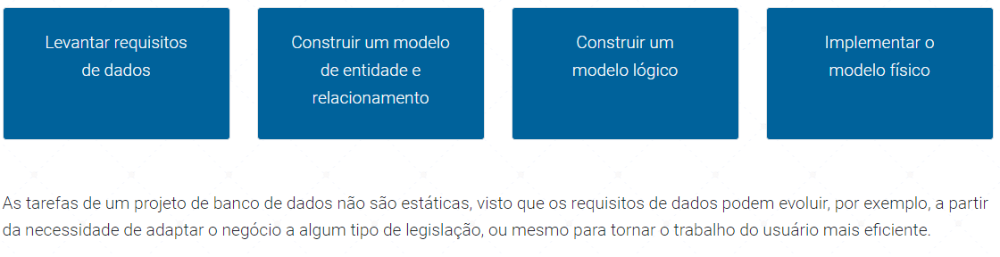 Levantar requisitos
de dados
Construir um modelo
de entidade e
relacionamento
Construir um
modelo lógico
Implementar o
modelo físico
As tarefas de um projeto de banco de dados não são estáticas, visto que os requisitos de dados podem evoluir, por exemplo, a partir
da necessidade de adaptar o negócio a algum tipo de legislação, ou mesmo para tornar o trabalho do usuário mais eficiente.